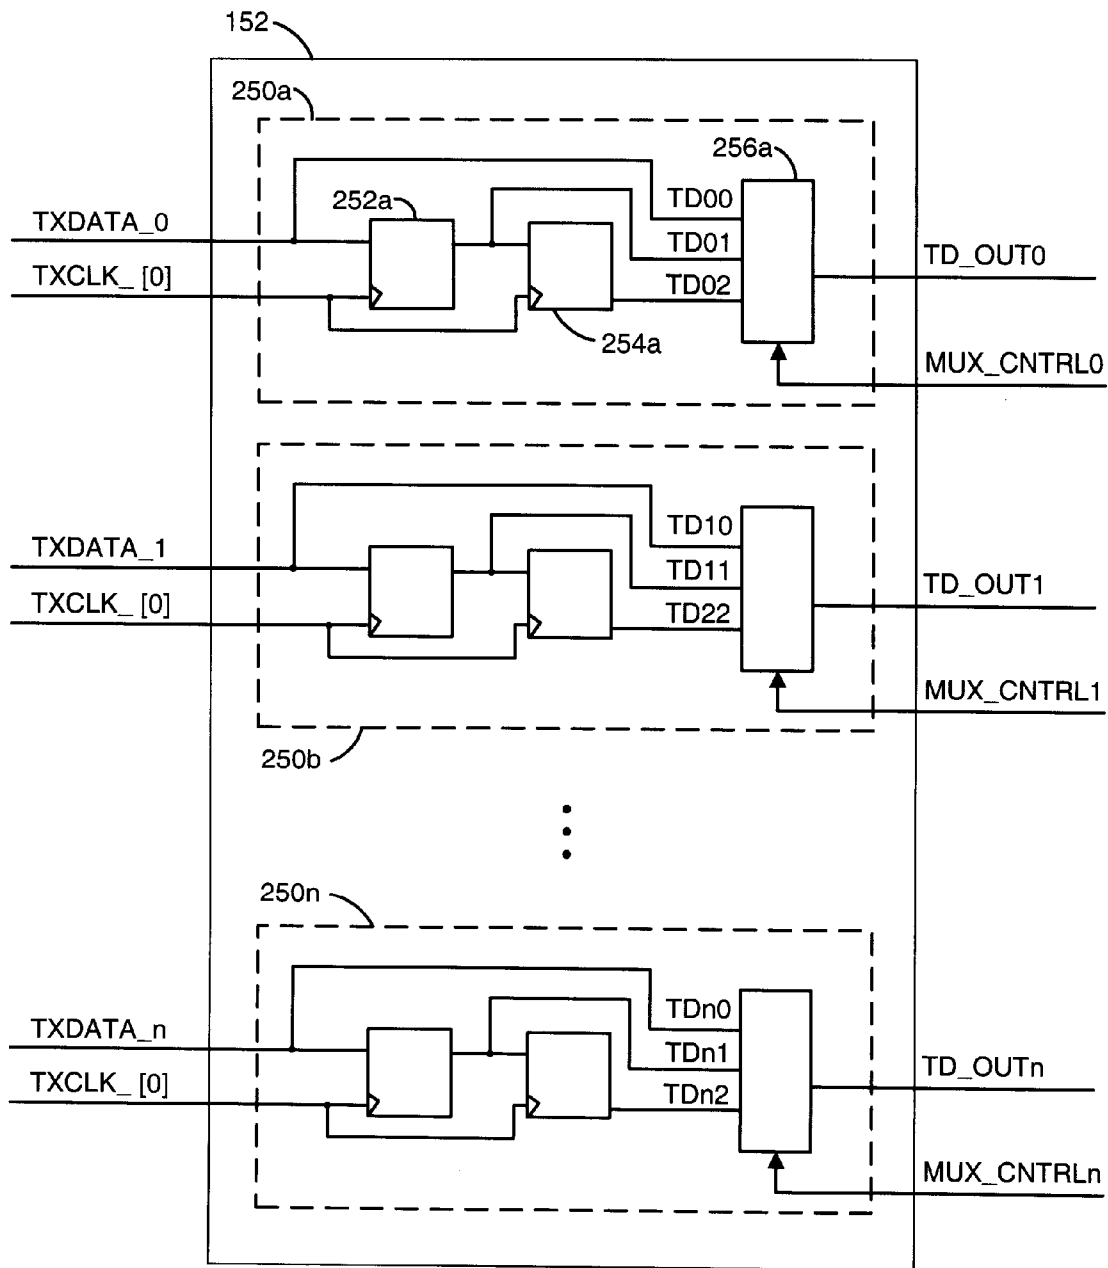 152
250a
256a
252a
TXDATA_0
TD00
TD01
TXCLK_ [0]
TD02
TD_OUT0
254a
MUX_CNTRL0
TD10
TXDATA_1
TD11
TXCLK_ [0]
TD22
TD_OUT1
MUX_CNTRL1
250b
250n
TDn0
TXDATA_n
TDn1
TXCLK_ [0]
TDn2
TD_OUTn
MUX_CNTRLn